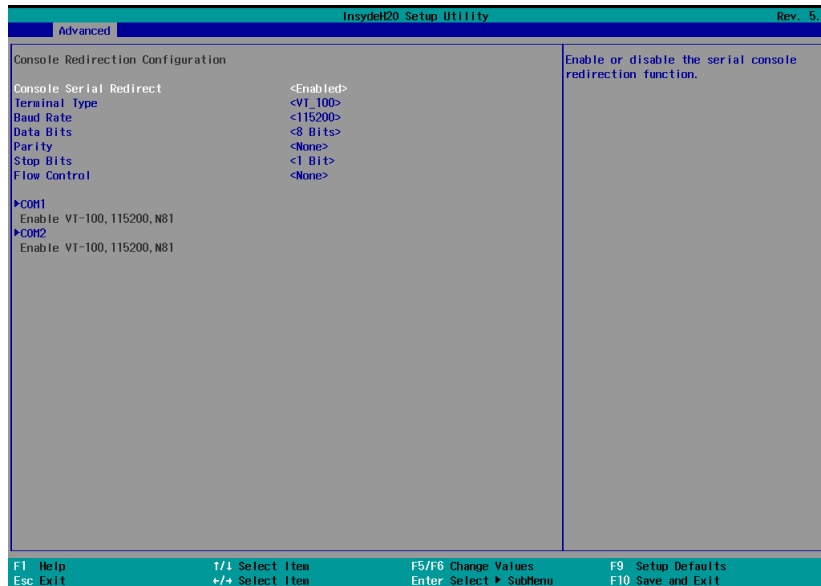 InsydeH20 Setup Utility Rev. 5.
Advanced
Console Redirection Configuration
Enable or disable the serial console
redirection function.
Console Serial Redirect <Enabled>
Terminal Type <VT_100>
Baud Rate <115200>
Data Bits <8 Bits>
Parity <None>
Stop Bits <1 Bit>
Flow Control <None>
▶COM1
Enable VT-100,115200,N81
▶COM2
Enable VT-100,115200,N81
F1 Help ↑/↓ Select Item F5/F6 Change Values F9 Setup Defaults
Esc Exit ←/→ Select Item Enter Select ▶ SubMenu F10 Save and Exit